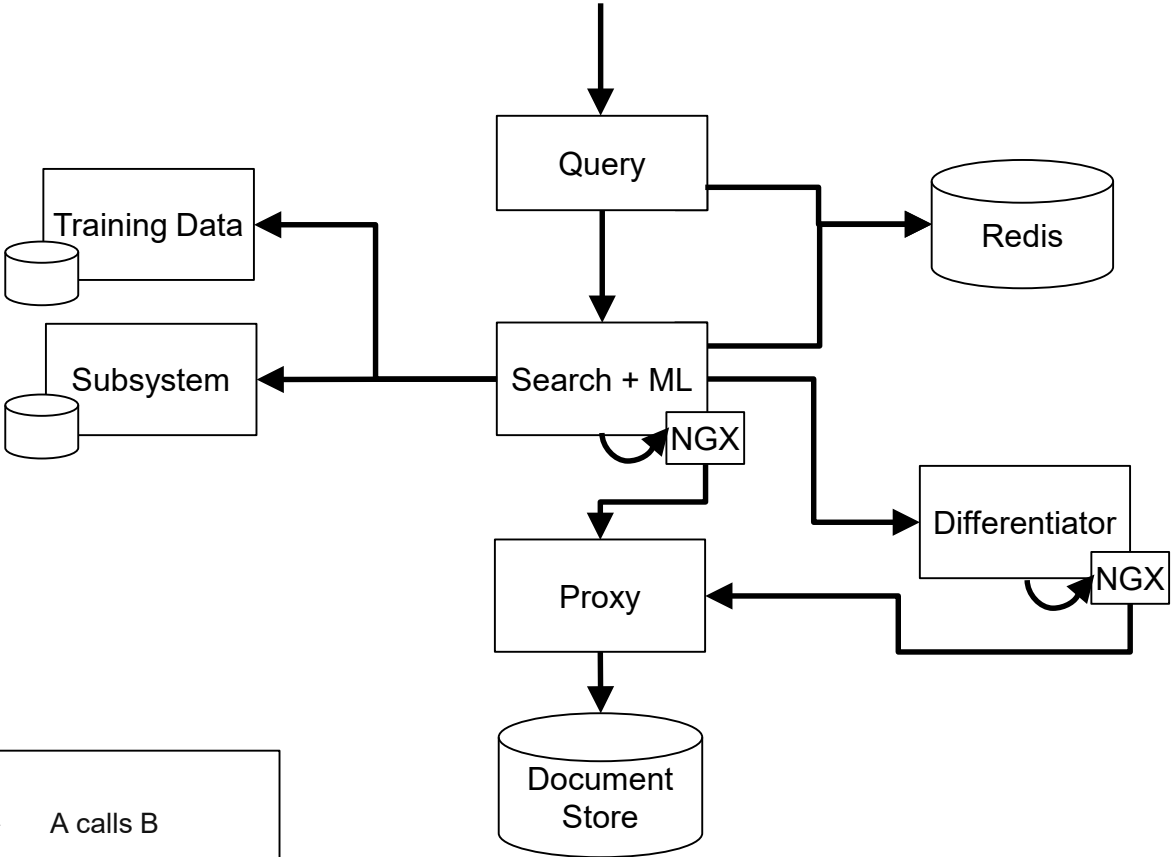 Query
Training Data
Redis
Subsystem
Search + ML
NGX
Differentiator
NGX
Proxy
Document
Store
A calls B